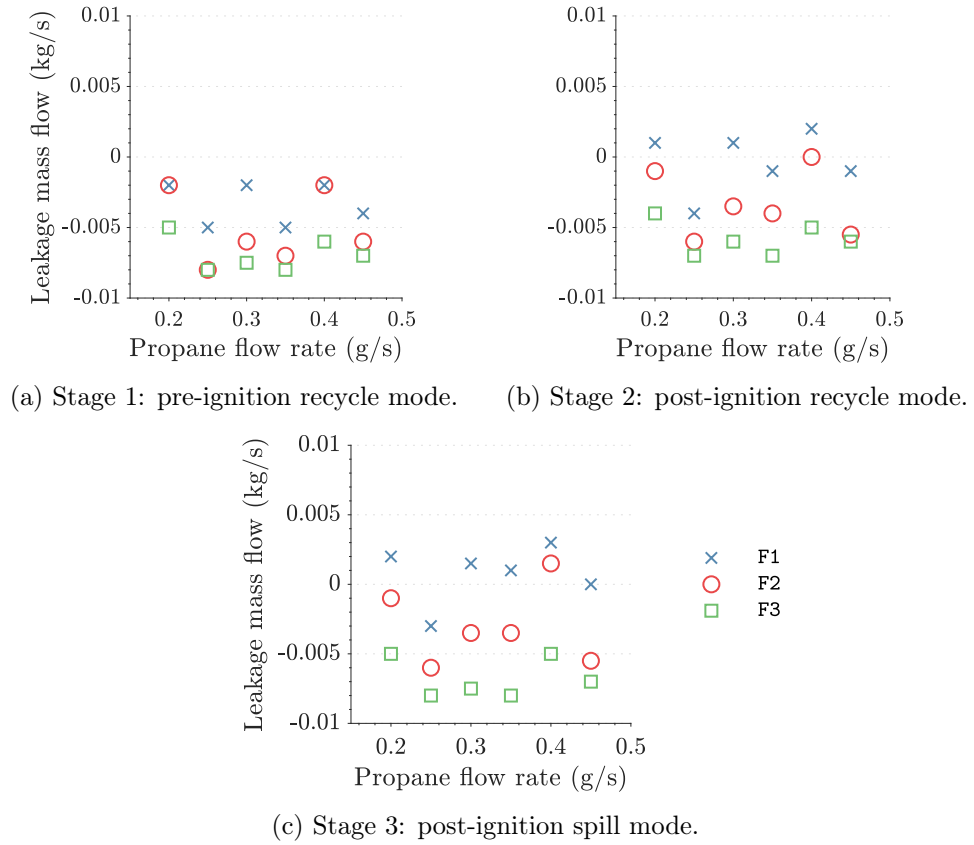 0.01
0.005
0
-0.005
-0.01
Leakage mass flow (kg/s)
0.2 0.3 0.4 0.5
Propane flow rate (g/s)
(a) Stage 1: pre-ignition recycle mode.
0.01
0.005
0
-0.005
-0.01
Leakage mass flow (kg/s)
0.2 0.3 0.4 0.5
Propane flow rate (g/s)
(b) Stage 2: post-ignition recycle mode.
0.01
0.005
0
-0.005
-0.01
Leakage mass flow (kg/s)
0.2 0.3 0.4 0.5
Propane flow rate (g/s)
F1
F2
F3
(c) Stage 3: post-ignition spill mode.